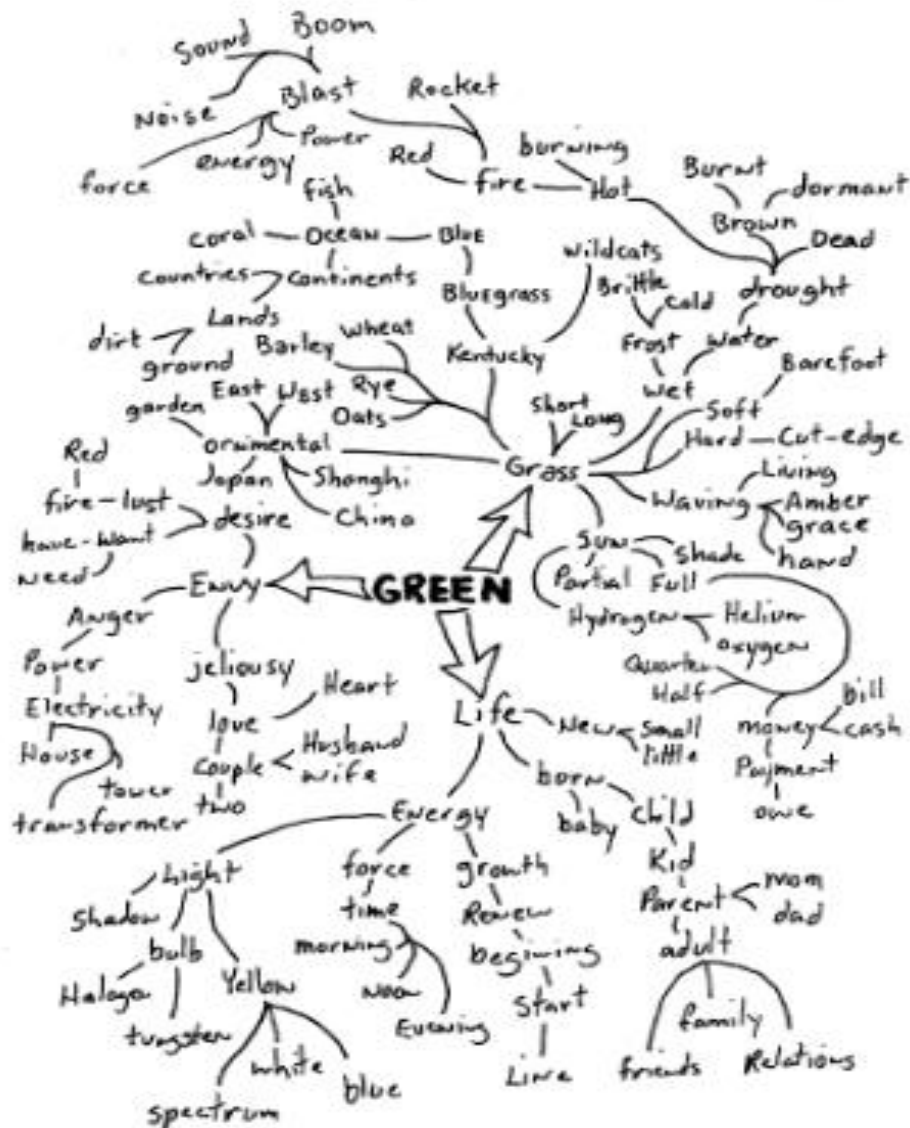 Sound
Boom
Noise
Blast
Rocket
force
energy
Power
Red
fire
burning
Hot
Burnt
dormant
Brown
Dead
drought
fish
coral
Ocean
Blue
countries
continents
Bluegrass
wildcats
Brittle
Cold
dirt
Lands
ground
Barley
wheat
Kentucky
Frost
water
Barefoot
garden
East
West
Rye
Oats
Short
Long
wet
Soft
Hard
Cut-edge
Red
Ornimental
Japan
Shonghi
China
Grass
Living
Waving
Amber
grace
hand
fire-lust
desire
have-want
Need
Sun
Shade
Partial
Full
Envy
GREEN
Hydrogen
Helium
oxygen
Anger
Power
Electricity
House
tower
transformer
jeliousy
Heart
love
Couple
Husband
wife
two
Life
New
Small
little
Quarter
Half
money
bill
cash
Paiment
owe
born
baby
Child
Kid
Parent
mom
dad
adult
friends
family
Relations
Energy
Light
force
growth
Shadow
time
Renew
bulb
morning
begining
Haloga
Yellow
Noon
Start
tungsten
Evening
Line
white
blue
spectrum